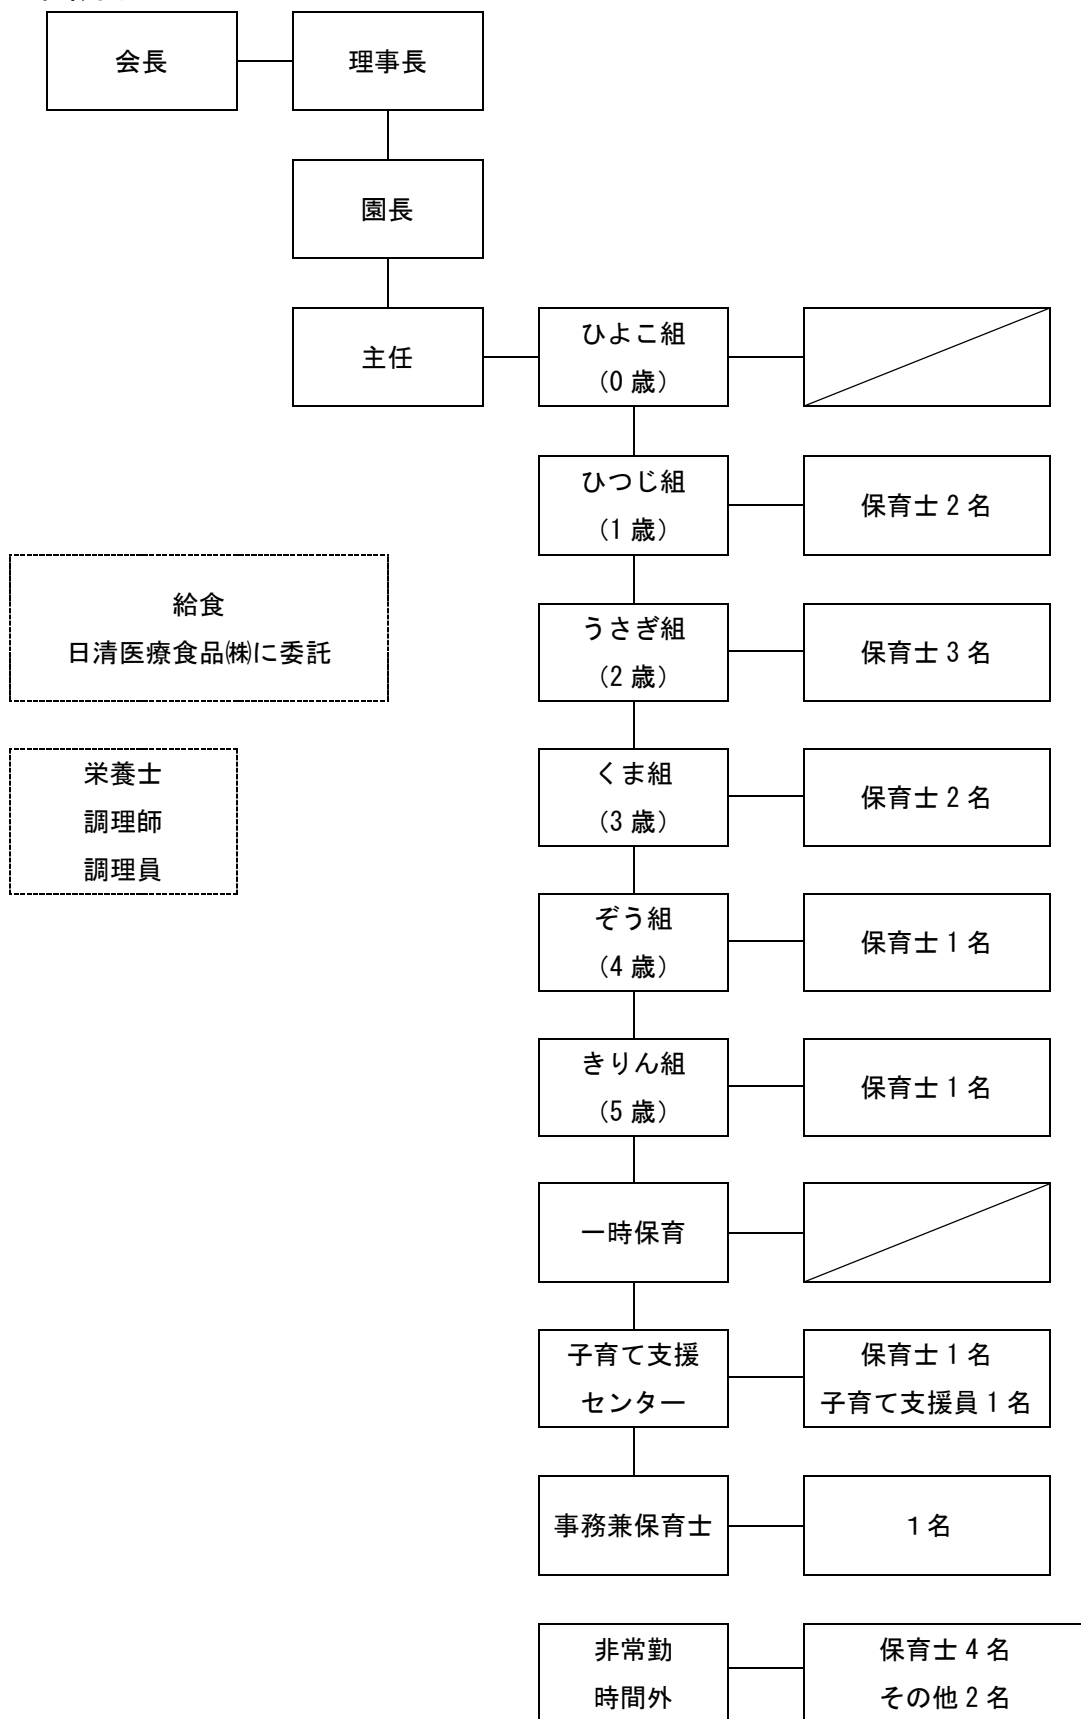 会長
理事長
園長
主任
ひよこ組
（0 歳）
ひつじ組
（1 歳）
保育士 2 名
給食
日清医療食品㈱に委託
うさぎ組
（2 歳）
保育士 3 名
栄養士
調理師
調理員
くま組
（3 歳）
保育士 2 名
ぞう組
（4 歳）
保育士 1 名
きりん組
（5 歳）
保育士 1 名
一時保育
子育て支援
センター
保育士 1 名
子育て支援員 1 名
事務兼保育士
１名
非常勤
時間外
保育士 4 名
その他 2 名